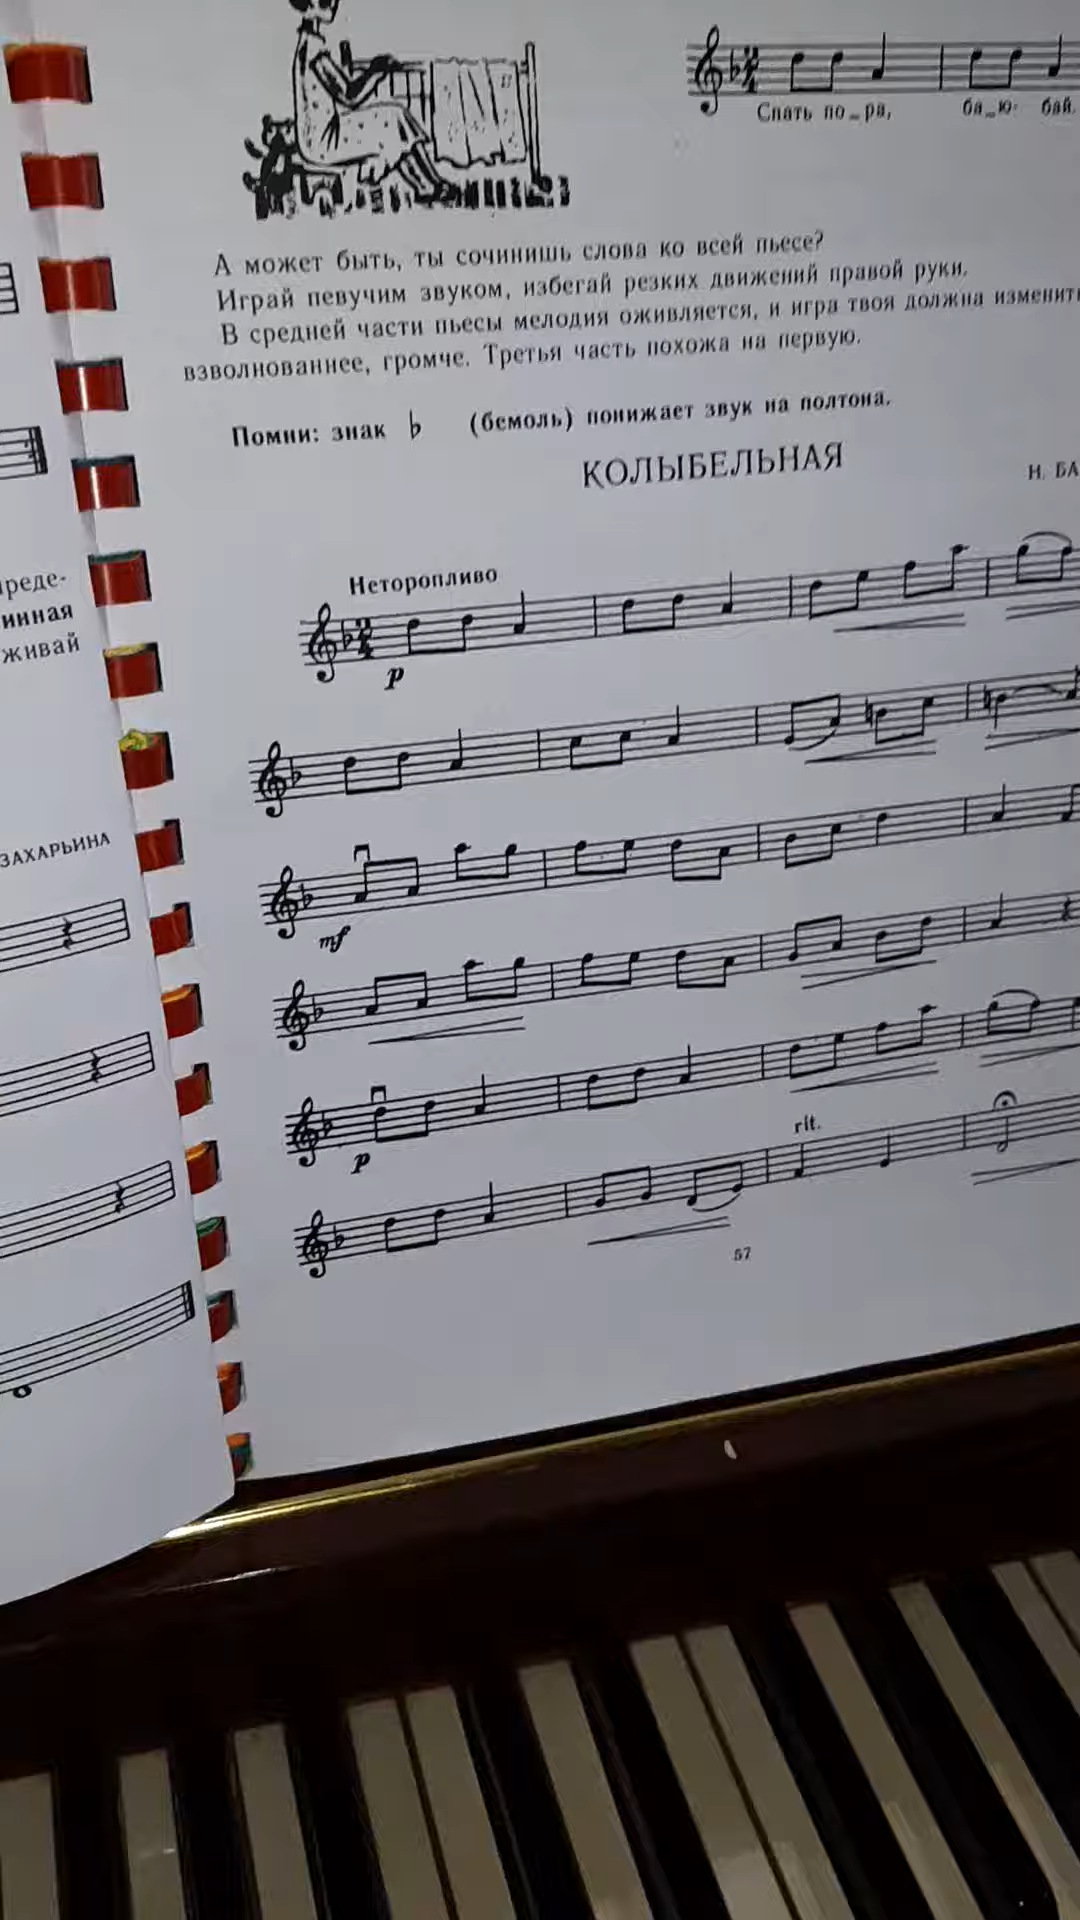 Спать по-ра, ба-ю- бай.
А может быть, ты сочинишь слова ко всей пьесе?
Играй певучим звуком, избегай резких движений правой руки.
В средней части пьесы мелодия оживляется, и игра твоя должна изменить
взволнованнее, громче. Третья часть похожа на первую.
Помни: знак ♭ (бемоль) понижает звук на полтона.
КОЛЫБЕЛЬНАЯ
Н. БА
Неторопливо
p
mf
p
rit.
57
преде-
инная
живай
ЗАХАРЬИНА